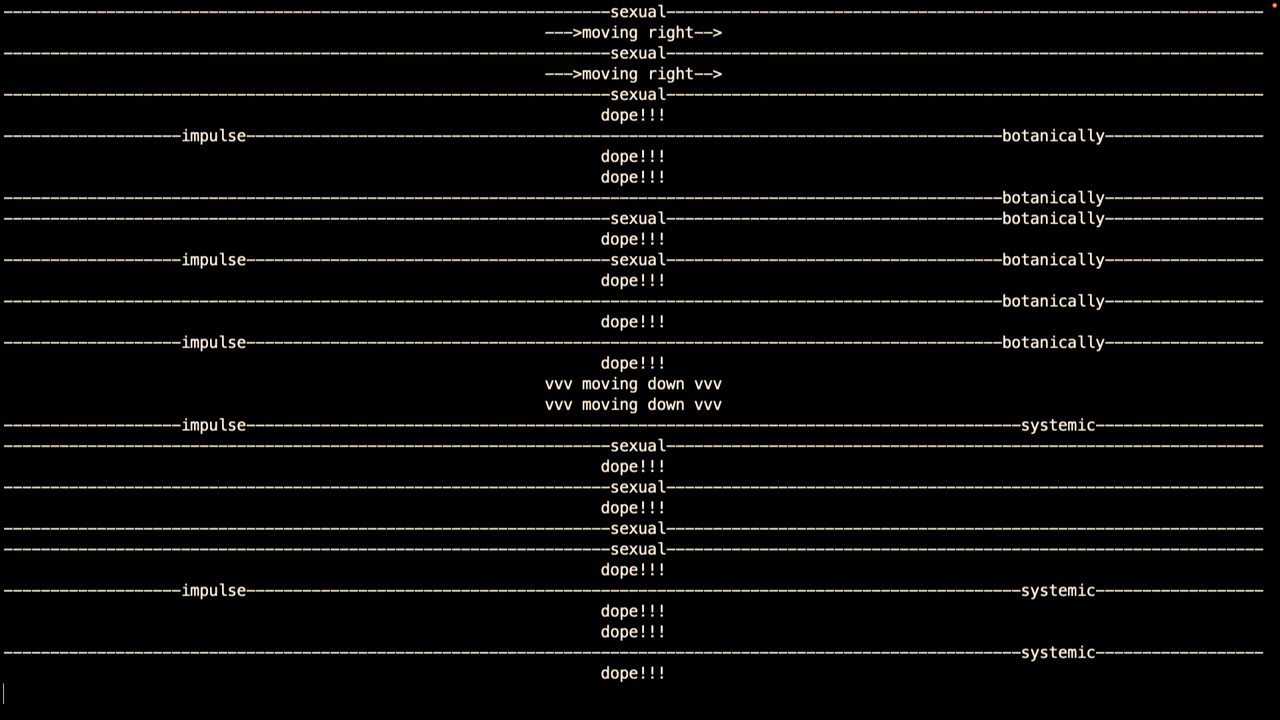 sexual
--->moving right-->
sexual
--->moving right-->
sexual
dope!!!
impulse botanically
dope!!!
dope!!!
botanically
sexual botanically
dope!!!
impulse sexual botanically
dope!!!
botanically
dope!!!
impulse botanically
dope!!!
vvv moving down vvv
vvv moving down vvv
impulse systemic
sexual
dope!!!
sexual
dope!!!
sexual
sexual
dope!!!
impulse systemic
dope!!!
dope!!!
systemic
dope!!!